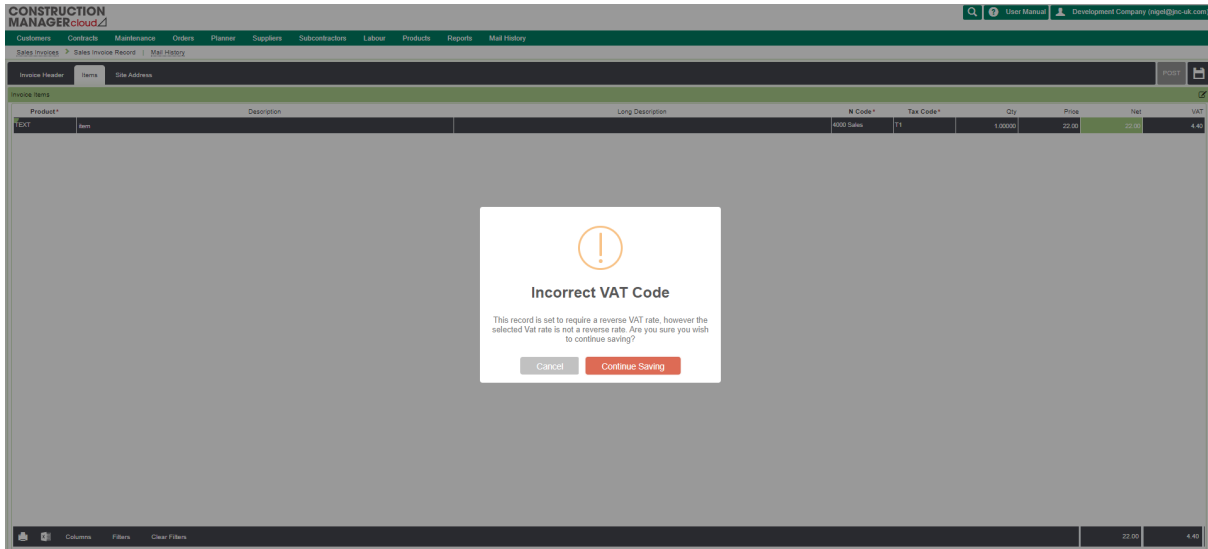 CONSTRUCTION
MANAGERcloud
User Manual Development Company (nigel@jnc-uk.com)
Customers Contracts Maintenance Orders Planner Suppliers Subcontractors Labour Products Reports Mail History
Sales Invoices > Sales Invoice Record | Mail History
Invoice Header Items Site Address POST
Invoice Items
Product* Description Long Description N Code* Tax Code* Qty Price Net VAT
TEXT item 4000 Sales T1 1.00000 22.00 22.00 4.40
Incorrect VAT Code
This record is set to require a reverse VAT rate, however the
selected Vat rate is not a reverse rate. Are you sure you wish
to continue saving?
Cancel Continue Saving
Columns Filters Clear Filters 22.00 4.40